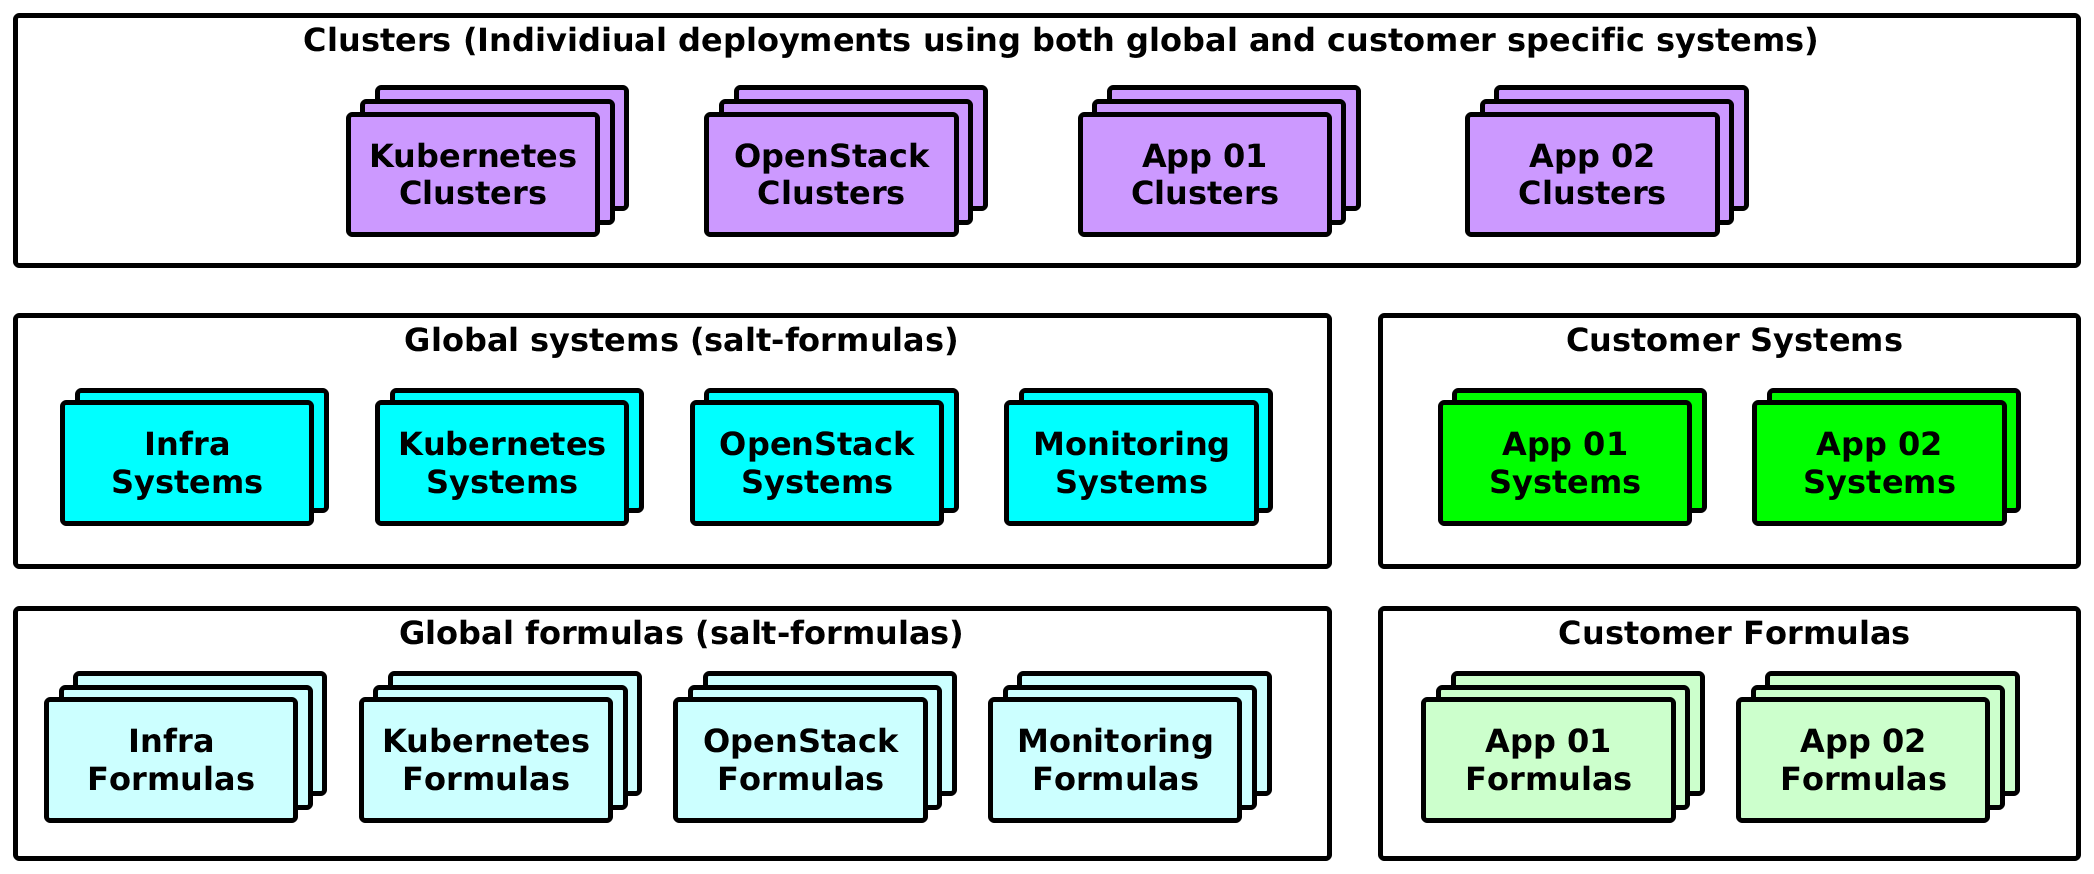 Clusters (Individiual deployments using both global and customer specific systems)
Kubernetes
Clusters
OpenStack
Clusters
App 01
Clusters
App 02
Clusters
Global systems (salt-formulas)
Infra
Systems
Kubernetes
Systems
OpenStack
Systems
Monitoring
Systems
Customer Systems
App 01
Systems
App 02
Systems
Global formulas (salt-formulas)
Infra
Formulas
Kubernetes
Formulas
OpenStack
Formulas
Monitoring
Formulas
Customer Formulas
App 01
Formulas
App 02
Formulas